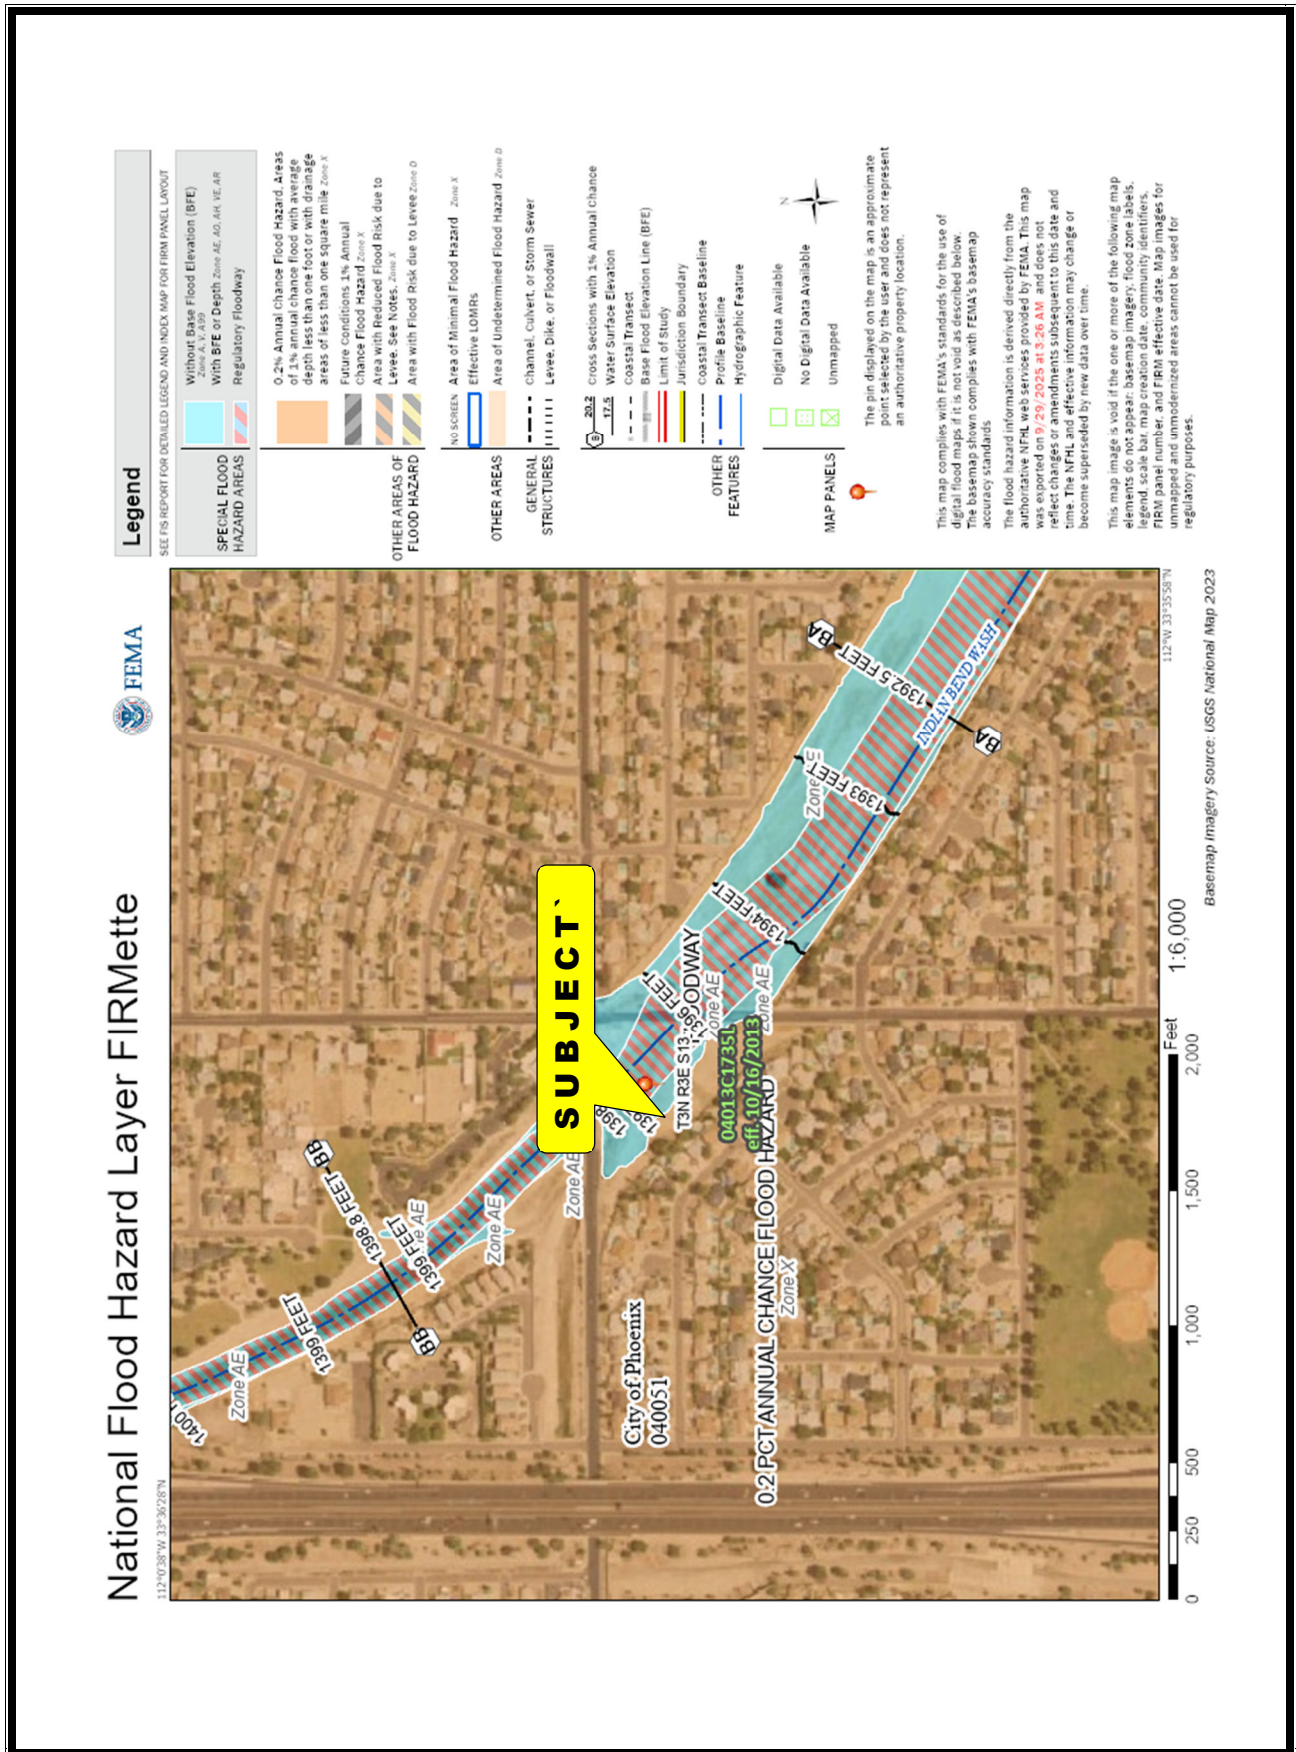 National Flood Hazard Layer FIRMette
FEMA
112°0'38"W 33°36'28"N
1400
Zone AE
1399 FEET
BB
1398.8 FEET
BB
1399 FEET
Zone AE
Zone AE
SUBJECT`
1398
T3N R3E S13
1396 FEET
Zone AE
Zone AE
04013C1735L
eff. 10/16/2013
1394 FEET
1393 FEET
1392.5 FEET
BA
BA
INDIAN BEND WASH
City of Phoenix
040051
0.2 PCT ANNUAL CHANCE FLOOD HAZARD
Zone X
112°W 33°35'58"N
0 250 500 1,000 1,500 2,000
Feet
1:6,000
Basemap Imagery Source: USGS National Map 2023
Legend
SEE FIS REPORT FOR DETAILED LEGEND AND INDEX MAP FOR FIRM PANEL LAYOUT
SPECIAL FLOOD
HAZARD AREAS
Without Base Flood Elevation (BFE)
Zone A, V, A99
With BFE or Depth Zone AE, AO, AH, VE, AR
Regulatory Floodway
0.2% Annual Chance Flood Hazard, Areas
of 1% annual chance flood with average
depth less than one foot or with drainage
areas of less than one square mile Zone X
Future Conditions 1% Annual
Chance Flood Hazard Zone X
Area with Reduced Flood Risk due to
Levee. See Notes. Zone X
Area with Flood Risk due to Levee Zone D
OTHER AREAS OF
FLOOD HAZARD
NO SCREEN Area of Minimal Flood Hazard Zone X
Effective LOMRs
OTHER AREAS
Area of Undetermined Flood Hazard Zone D
GENERAL
STRUCTURES
Channel, Culvert, or Storm Sewer
Levee, Dike, or Floodwall
B 20.2 Cross Sections with 1% Annual Chance
17.5 Water Surface Elevation
8 Coastal Transect
Base Flood Elevation Line (BFE)
Limit of Study
Jurisdiction Boundary
Coastal Transect Baseline
OTHER
FEATURES
Profile Baseline
Hydrographic Feature
Digital Data Available
No Digital Data Available
MAP PANELS
Unmapped
N
The pin displayed on the map is an approximate
point selected by the user and does not represent
an authoritative property location.
This map complies with FEMA's standards for the use of
digital flood maps if it is not void as described below.
The basemap shown complies with FEMA's basemap
accuracy standards
The flood hazard information is derived directly from the
authoritative NFHL web services provided by FEMA. This map
was exported on 9/29/2025 at 3:26 AM and does not
reflect changes or amendments subsequent to this date and
time. The NFHL and effective information may change or
become superseded by new data over time.
This map image is void if the one or more of the following map
elements do not appear: basemap imagery, flood zone labels,
legend, scale bar, map creation date, community identifiers,
FIRM panel number, and FIRM effective date. Map images for
unmapped and unmodernized areas cannot be used for
regulatory purposes.